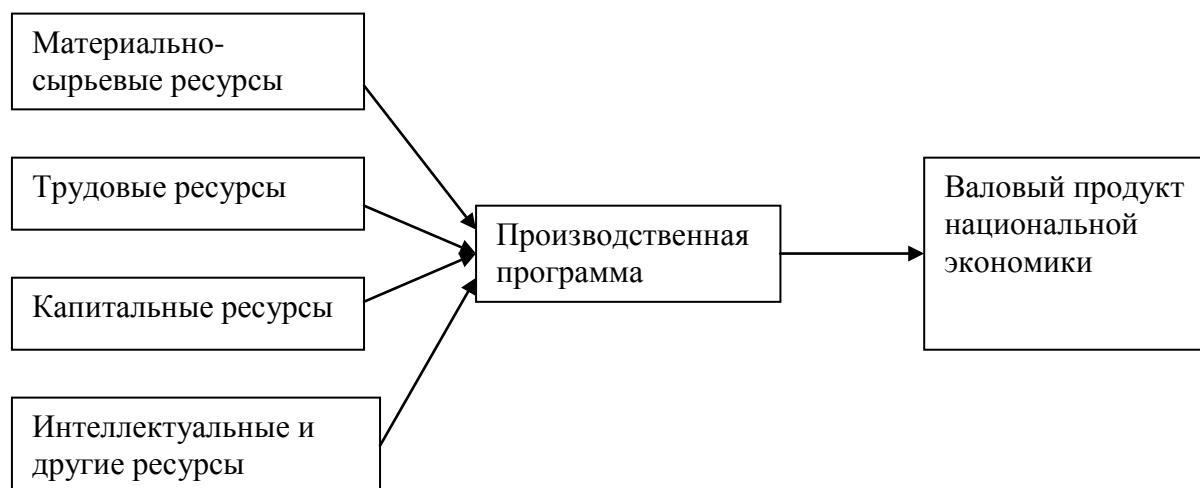 Материально-
сырьевые ресурсы
Трудовые ресурсы
Капитальные ресурсы
Интеллектуальные и
другие ресурсы
Производственная
программа
Валовый продукт
национальной
экономики